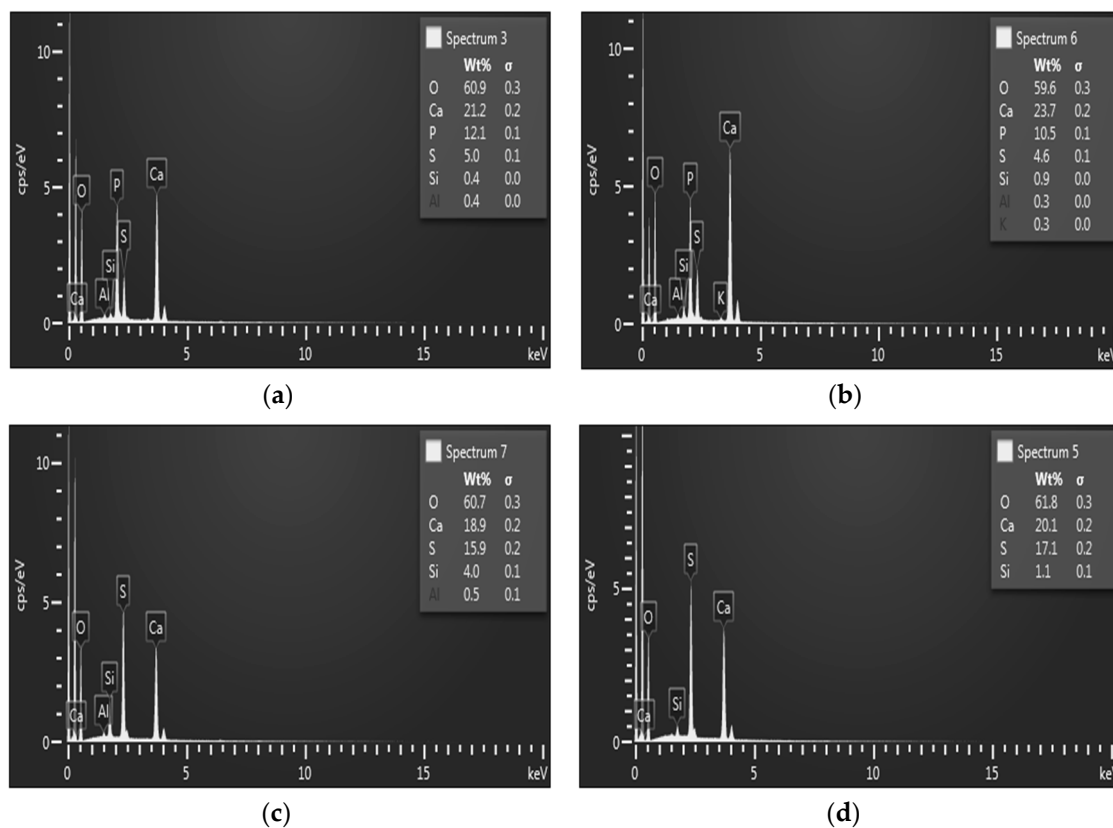 Spectrum 3
Wt% σ
O 60.9 0.3
Ca 21.2 0.2
P 12.1 0.1
S 5.0 0.1
Si 0.4 0.0
Al 0.4 0.0
10
5
0
cps/eV
O
P
Ca
S
Si
Al
Ca
0 5 10 15 keV
(a)
Spectrum 6
Wt% σ
O 59.6 0.3
Ca 23.7 0.2
P 10.5 0.1
S 4.6 0.1
Si 0.9 0.0
Al 0.3 0.0
K 0.3 0.0
10
5
0
cps/eV
Ca
O
P
S
Si
Al
K
Ca
0 5 10 15 keV
(b)
Spectrum 7
Wt% σ
O 60.7 0.3
Ca 18.9 0.2
S 15.9 0.2
Si 4.0 0.1
Al 0.5 0.1
10
5
0
cps/eV
S
O
Ca
Si
Al
Ca
0 5 10 15 keV
(c)
Spectrum 5
Wt% σ
O 61.8 0.3
Ca 20.1 0.2
S 17.1 0.2
Si 1.1 0.1
5
0
cps/eV
S
O
Ca
Si
Ca
0 5 10 15 keV
(d)